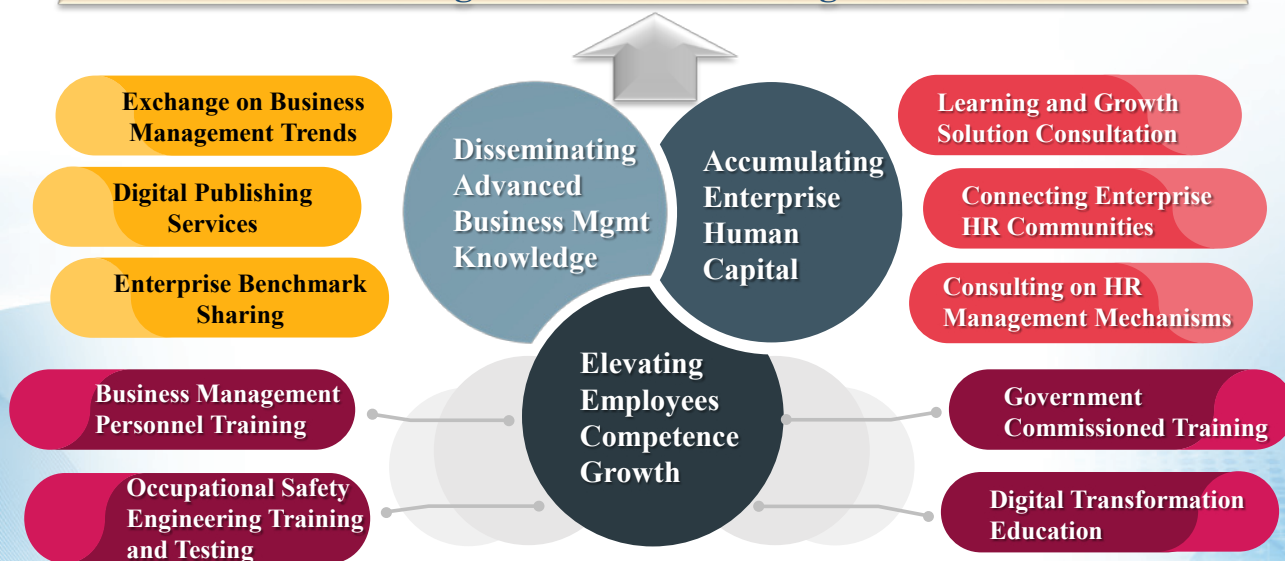 Exchange on Business
Management Trends
Digital Publishing
Services
Enterprise Benchmark
Sharing
Disseminating
Advanced
Business Mgmt
Knowledge
Accumulating
Enterprise
Human
Capital
Learning and Growth
Solution Consultation
Connecting Enterprise
HR Communities
Consulting on HR
Management Mechanisms
Elevating
Employees
Competence
Growth
Business Management
Personnel Training
Occupational Safety
Engineering Training
and Testing
Government
Commissioned Training
Digital Transformation
Education